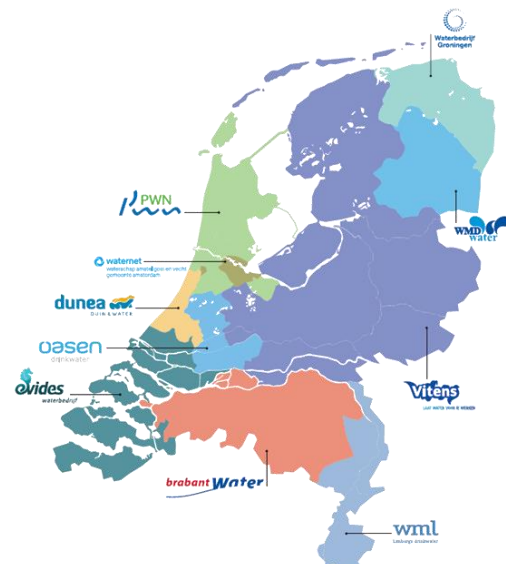 Waterbedrijf
Groningen
PWN
WMD
water
waternet
waterschap amstel gooi en vecht
gemeente amsterdam
dunea
DUIN & WATER
oasen
drinkwater
evides
waterbedrijf
Vitens
brabant Water
wml